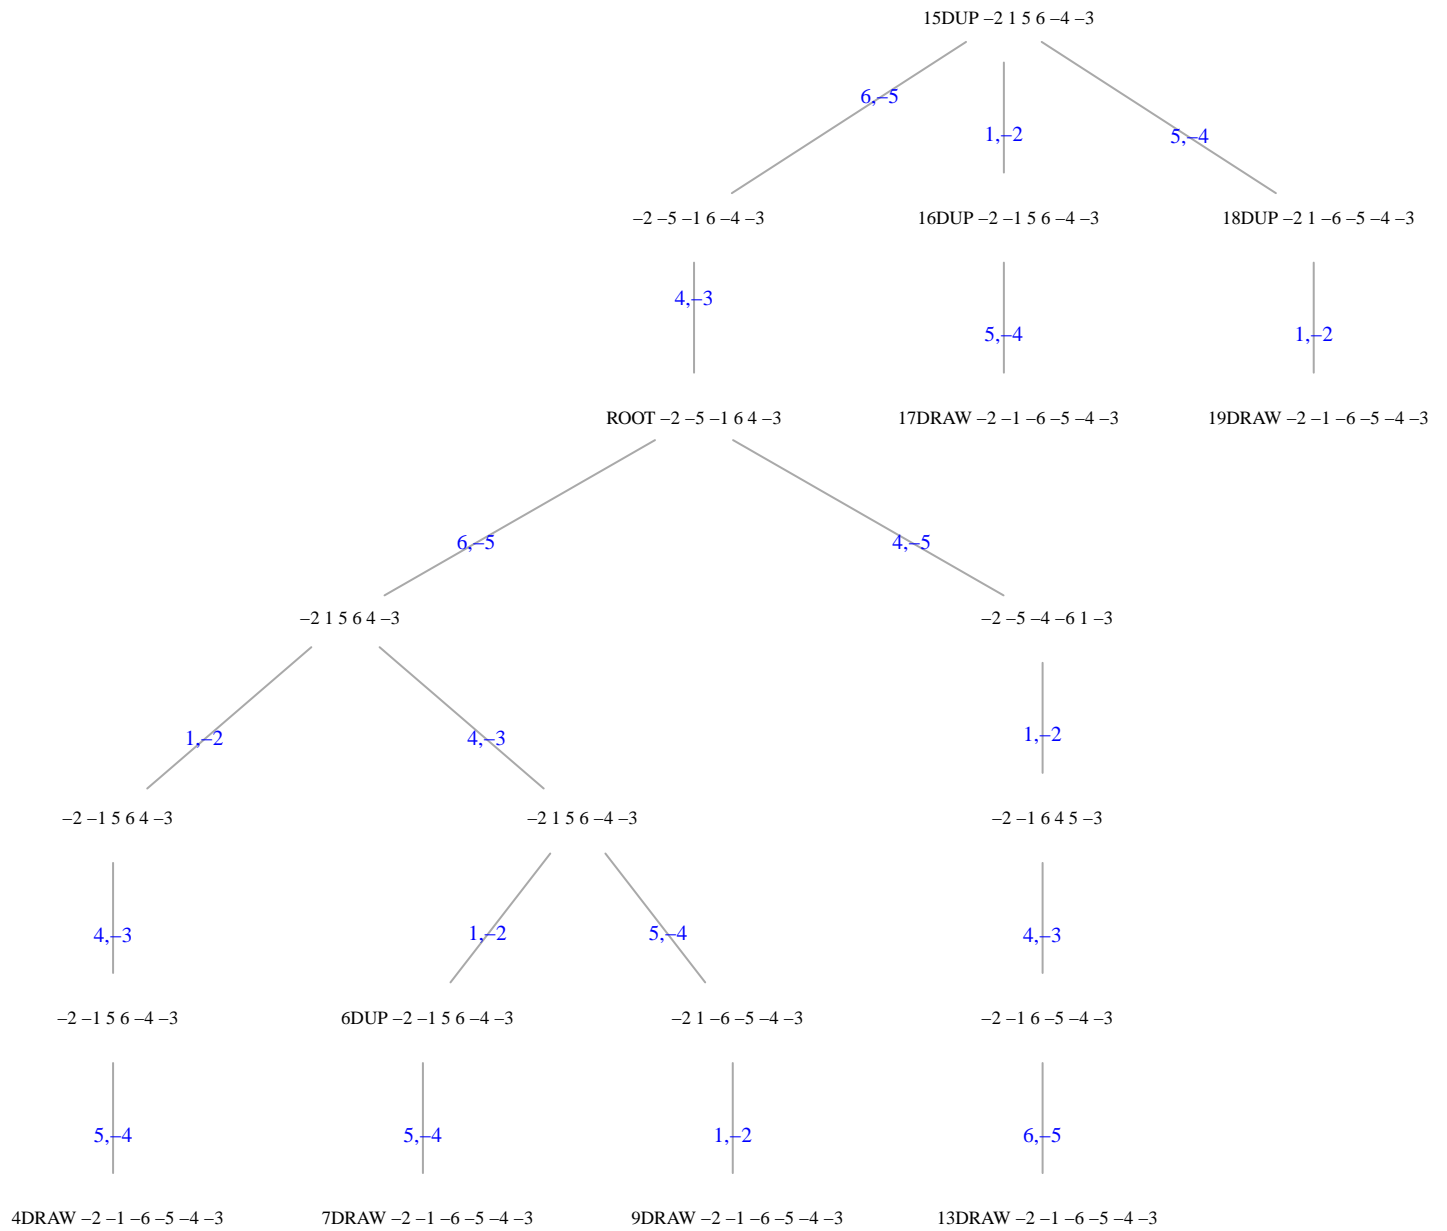 15DUP –2 1 5 6 –4 –3
6,–5
1,–2
5,–4
–2 –5 –1 6 –4 –3
16DUP –2 –1 5 6 –4 –3
18DUP –2 1 –6 –5 –4 –3
4,–3
5,–4
1,–2
ROOT –2 –5 –1 6 4 –3
17DRAW –2 –1 –6 –5 –4 –3
19DRAW –2 –1 –6 –5 –4 –3
6,–5
4,–5
–2 1 5 6 4 –3
–2 –5 –4 –6 1 –3
1,–2
4,–3
1,–2
–2 –1 5 6 4 –3
–2 1 5 6 –4 –3
–2 –1 6 4 5 –3
4,–3
1,–2
5,–4
4,–3
–2 –1 5 6 –4 –3
6DUP –2 –1 5 6 –4 –3
–2 1 –6 –5 –4 –3
–2 –1 6 –5 –4 –3
5,–4
5,–4
1,–2
6,–5
4DRAW –2 –1 –6 –5 –4 –3
7DRAW –2 –1 –6 –5 –4 –3
9DRAW –2 –1 –6 –5 –4 –3
13DRAW –2 –1 –6 –5 –4 –3